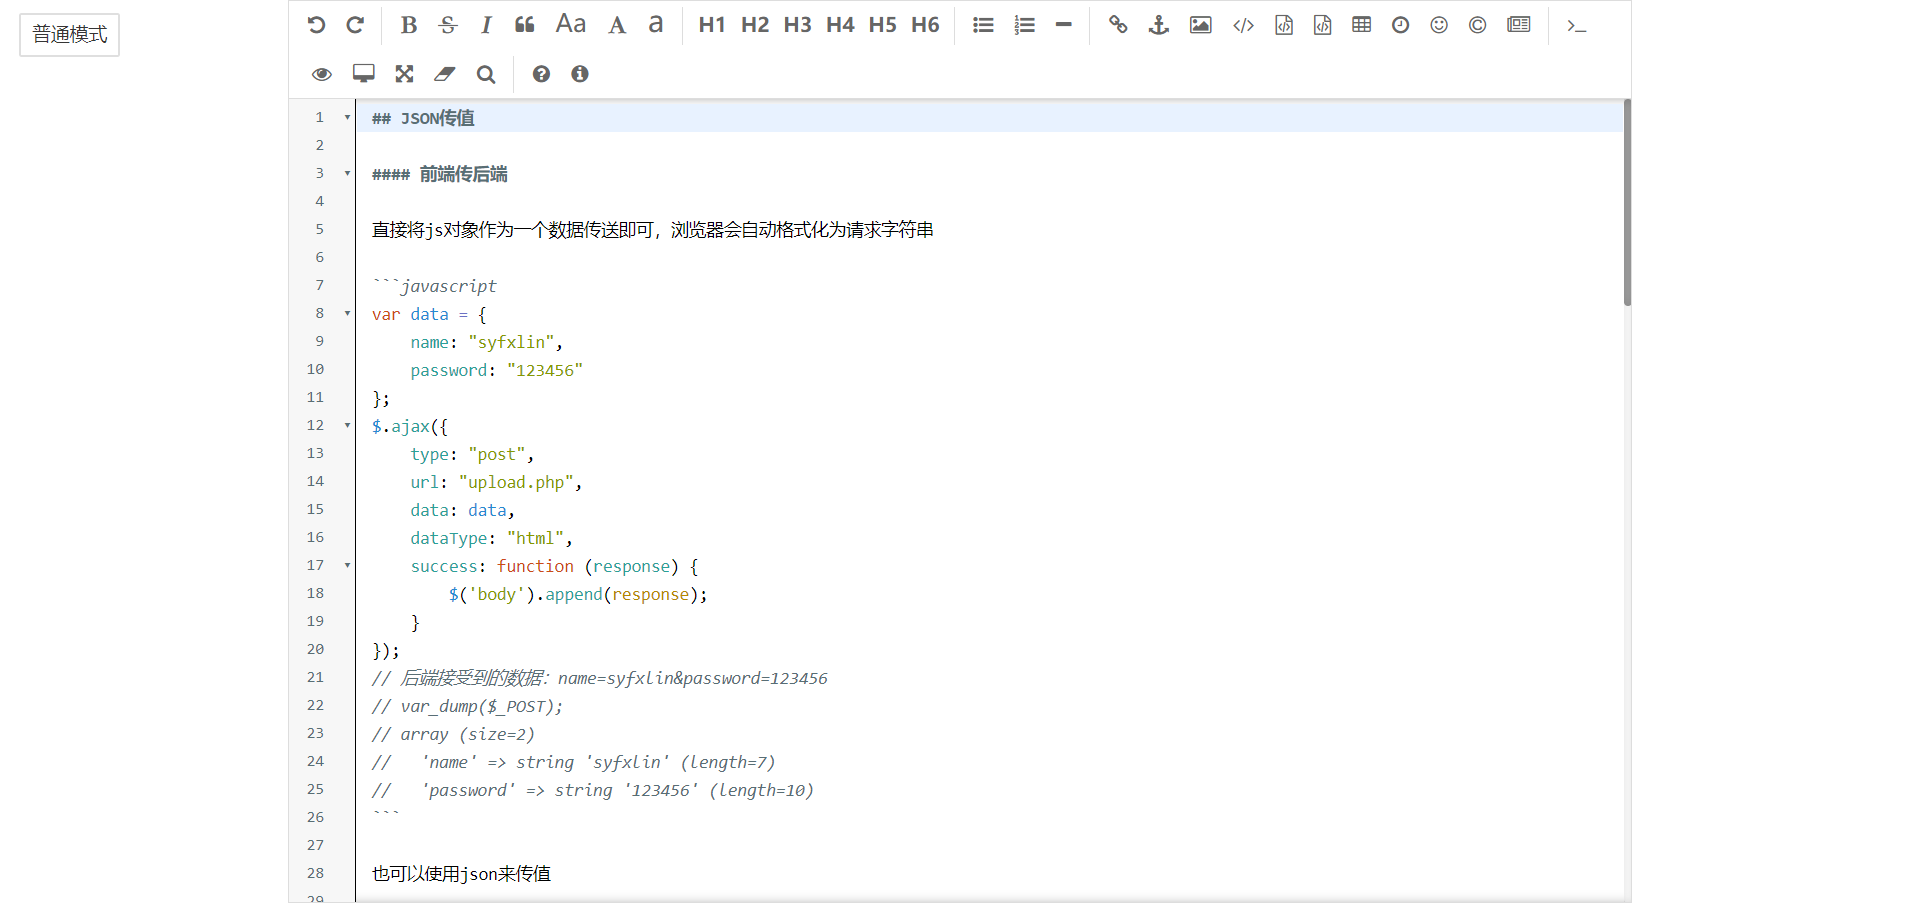 普通模式
B S I Aa A a H1 H2 H3 H4 H5 H6
1 ## JSON传值
2
3 #### 前端传后端
4
5 直接将js对象作为一个数据传送即可，浏览器会自动格式化为请求字符串
6
7 ```javascript
8 var data = {
9     name: "syfxlin",
10     password: "123456"
11 };
12 $.ajax({
13     type: "post",
14     url: "upload.php",
15     data: data,
16     dataType: "html",
17     success: function (response) {
18         $('body').append(response);
19     }
20 });
21 // 后端接受到的数据：name=syfxlin&password=123456
22 // var_dump($_POST);
23 // array (size=2)
24 //   'name' => string 'syfxlin' (length=7)
25 //   'password' => string '123456' (length=10)
26 ```
27
28 也可以使用json来传值
29